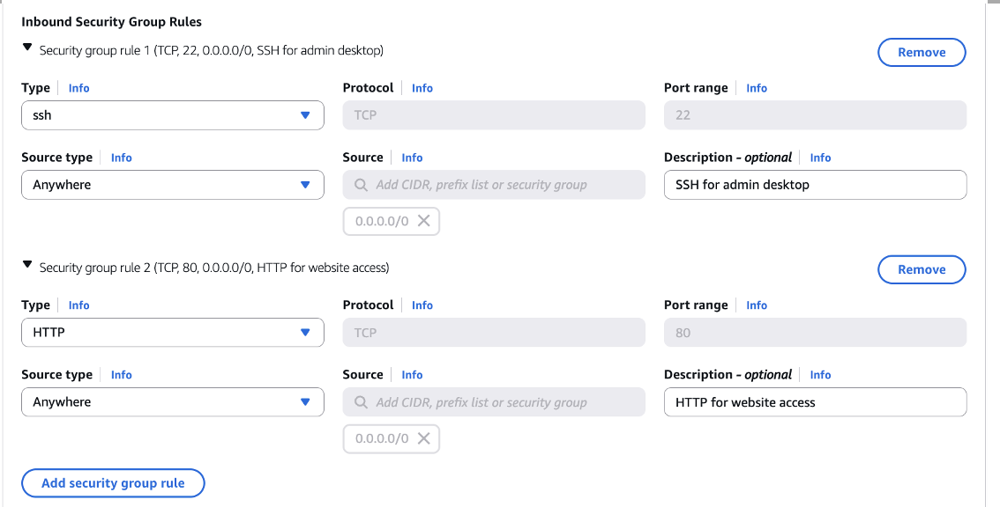 Inbound Security Group Rules
Security group rule 1 (TCP, 22, 0.0.0.0/0, SSH for admin desktop)
Remove
Type Info Protocol Info Port range Info
ssh TCP 22
Source type Info Source Info Description - optional Info
Anywhere Add CIDR, prefix list or security group SSH for admin desktop
0.0.0.0/0
Security group rule 2 (TCP, 80, 0.0.0.0/0, HTTP for website access)
Remove
Type Info Protocol Info Port range Info
HTTP TCP 80
Source type Info Source Info Description - optional Info
Anywhere Add CIDR, prefix list or security group HTTP for website access
0.0.0.0/0
Add security group rule